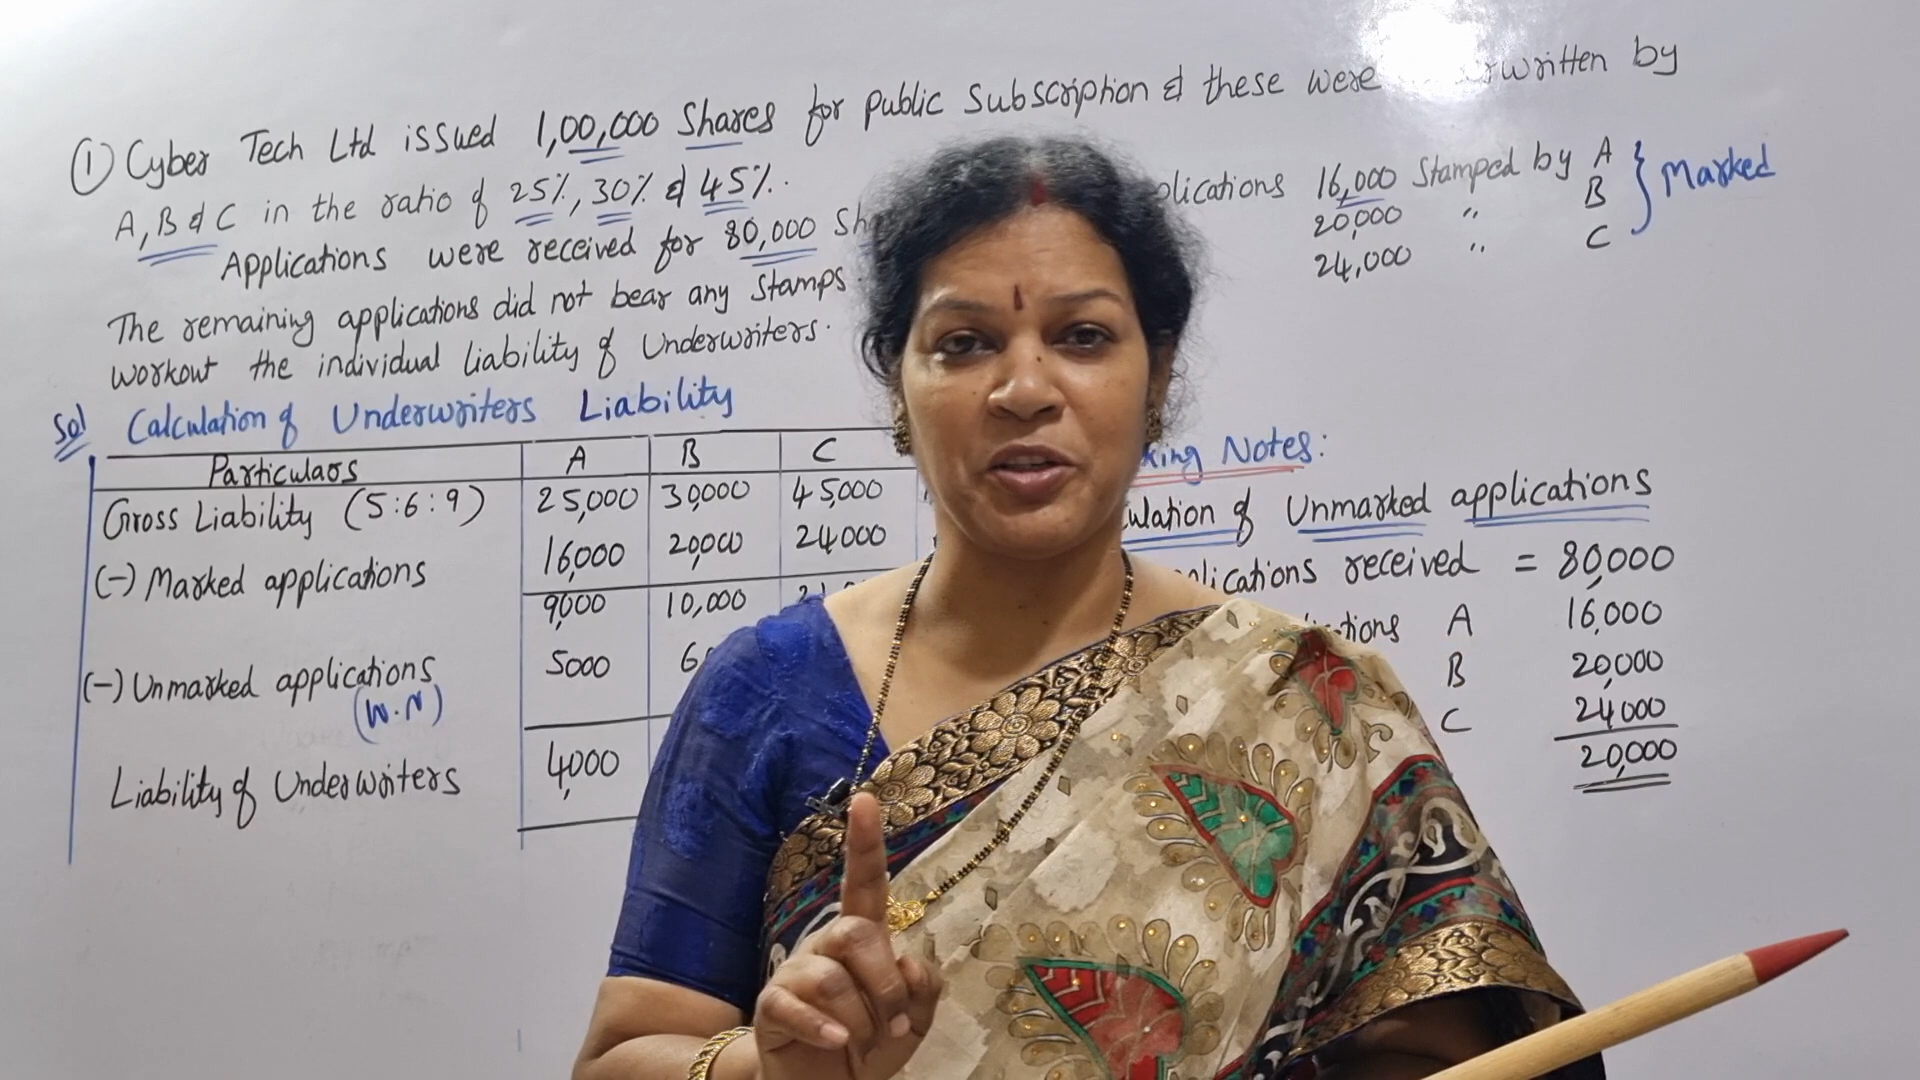 ① Cyber Tech Ltd issued 1,00,000 Shares for public Subscription & these were by
A, B & C in the ratio of 25%, 30% & 45%. 16,000 Stamped by A } Marked
20,000 " B
Applications were received for 80,000
24,000 " C
The remaining applications did not bear any Stamps.
workout the individual liability of Underwriters.
Sol Calculation of Underwriters Liability
Particulars A B C
Gross Liability (5:6:9) 25,000 30,000 45,000
(-) Marked applications 16,000 20,000 24000
9000 10,000
(-) Unmarked applications 5000
(W.N)
Liability of Underwriters 4,000
Notes:
of Unmarked applications
received = 80,000
A 16,000
B 20,000
C 24000
20,000